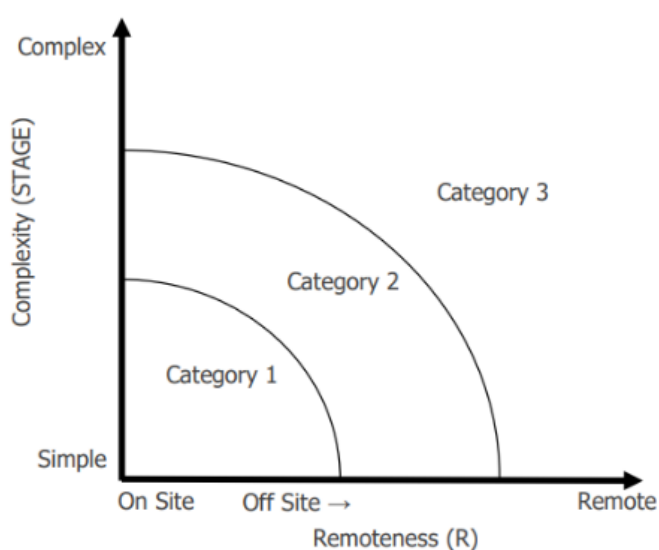 Complex
Complexity (STAGE)
Category 3
Category 2
Category 1
Simple
On Site
Off Site →
Remote
Remoteness (R)